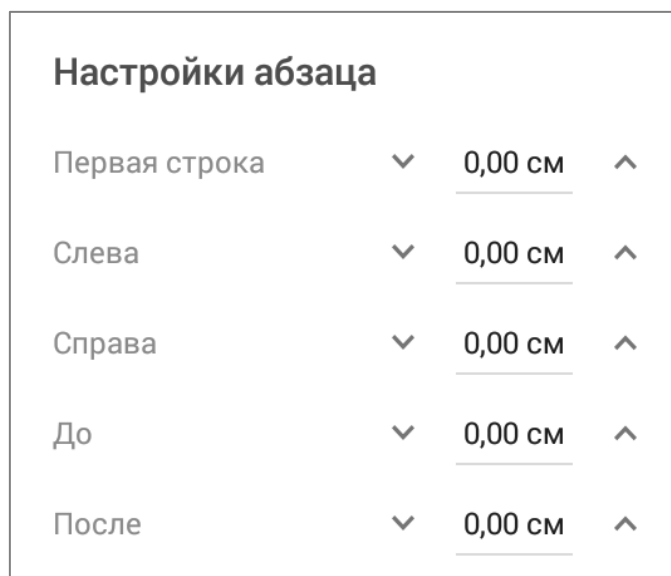 Настройки абзаца
Первая строка 0,00 см
Слева 0,00 см
Справа 0,00 см
До 0,00 см
После 0,00 см